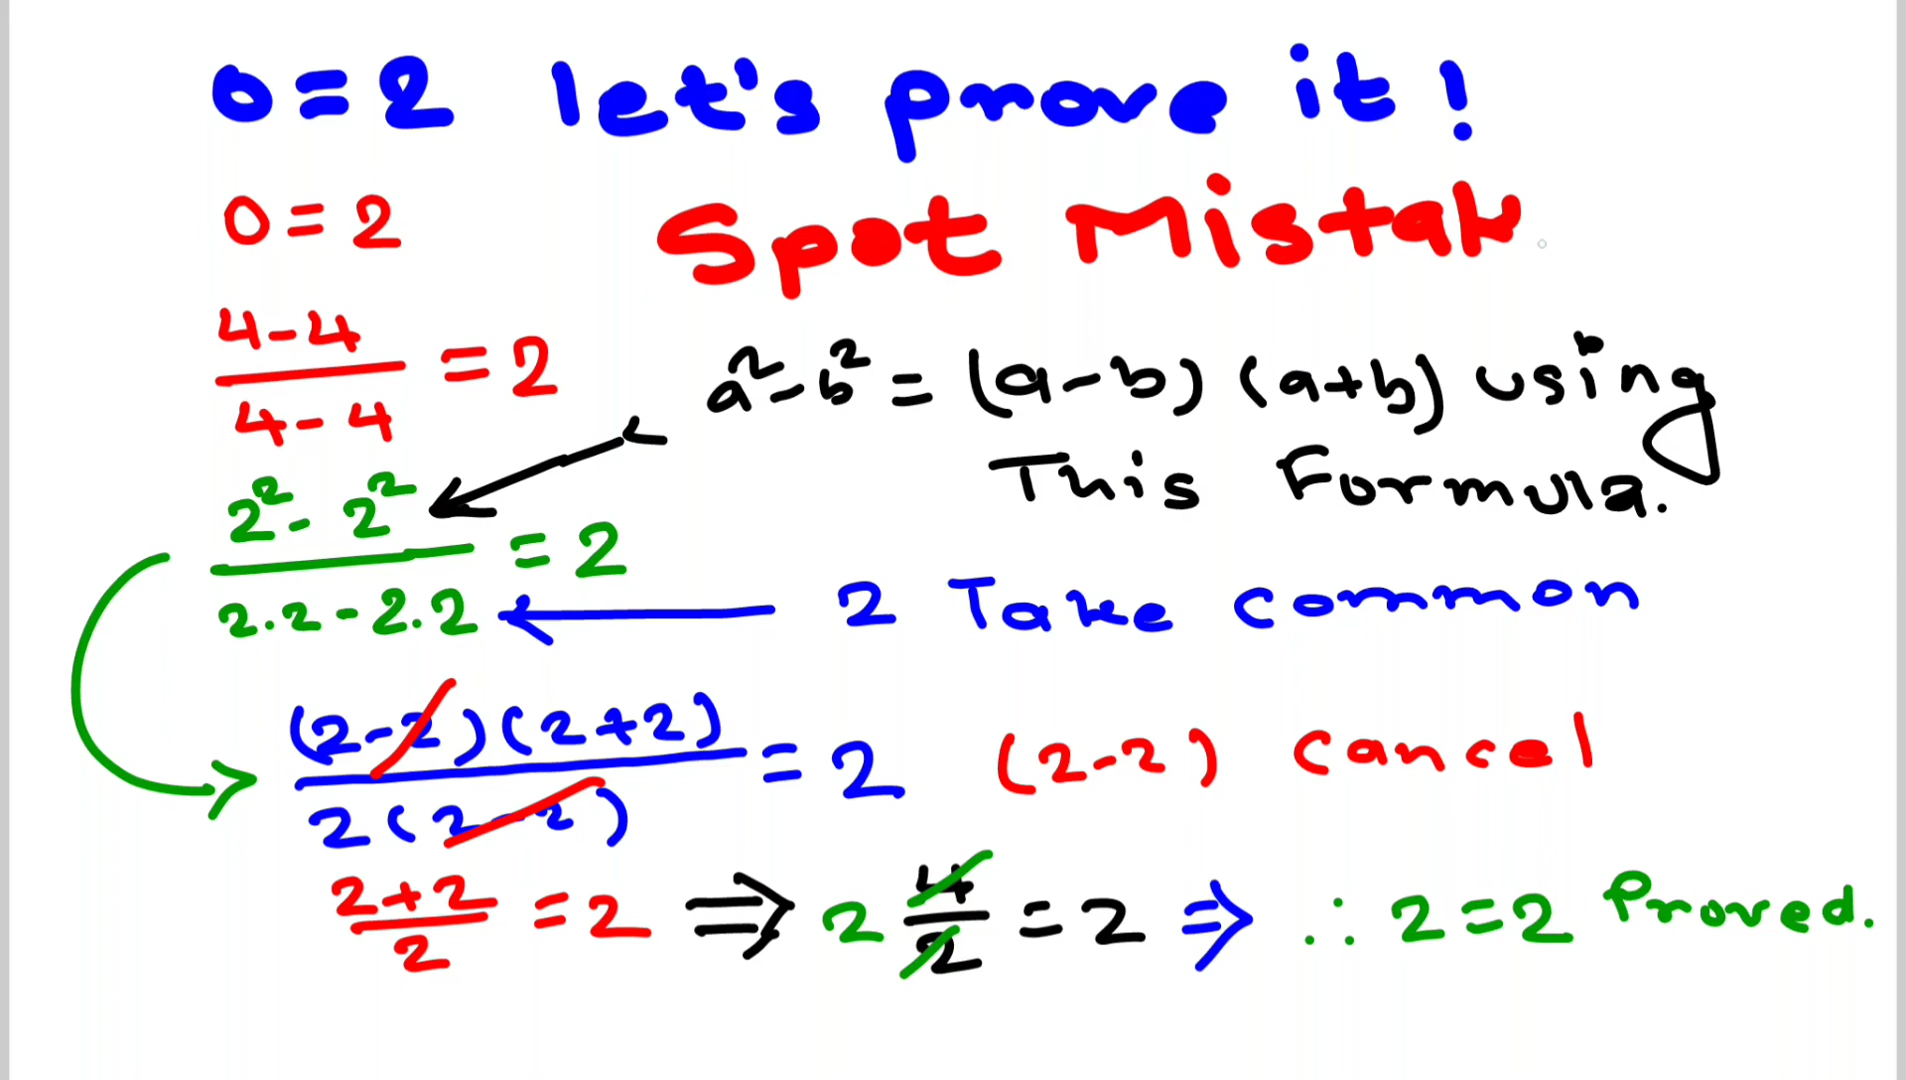 0=2 let's prove it!
0=2 Spot Mistak
4-4/4-4 = 2 a²-b² = (a-b) (a+b) using
This Formula.
2²-2²/2.2-2.2 = 2 2 Take common
(2-2)(2+2)/2(2-2) = 2 (2-2) cancel
2+2/2 = 2 ⇒ 2 4/2 = 2 ⇒ ∴ 2=2 Proved.